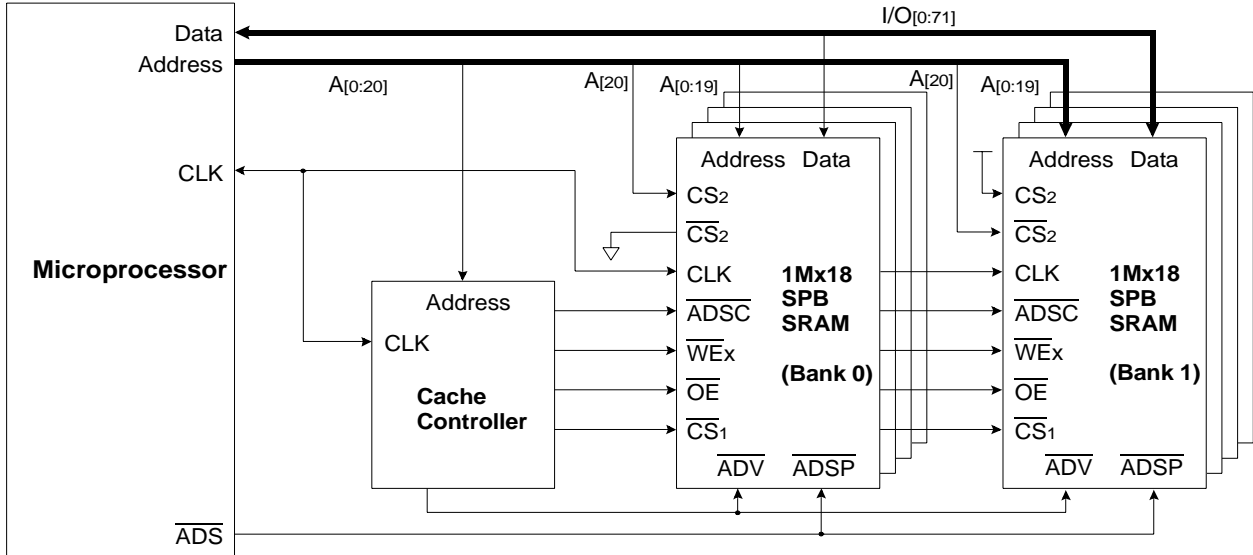 I/O[0:71]
Data
Address
A[0:20]
A[20]
A[0:19]
A[20]
A[0:19]
CLK
Microprocessor
ADS
Address
CLK
Cache
Controller
Address Data
CS2
CS2
CLK
ADSC
WEx
OE
CS1
ADV ADSP
1Mx18
SPB
SRAM
(Bank 0)
Address Data
CS2
CS2
CLK
ADSC
WEx
OE
CS1
ADV ADSP
1Mx18
SPB
SRAM
(Bank 1)